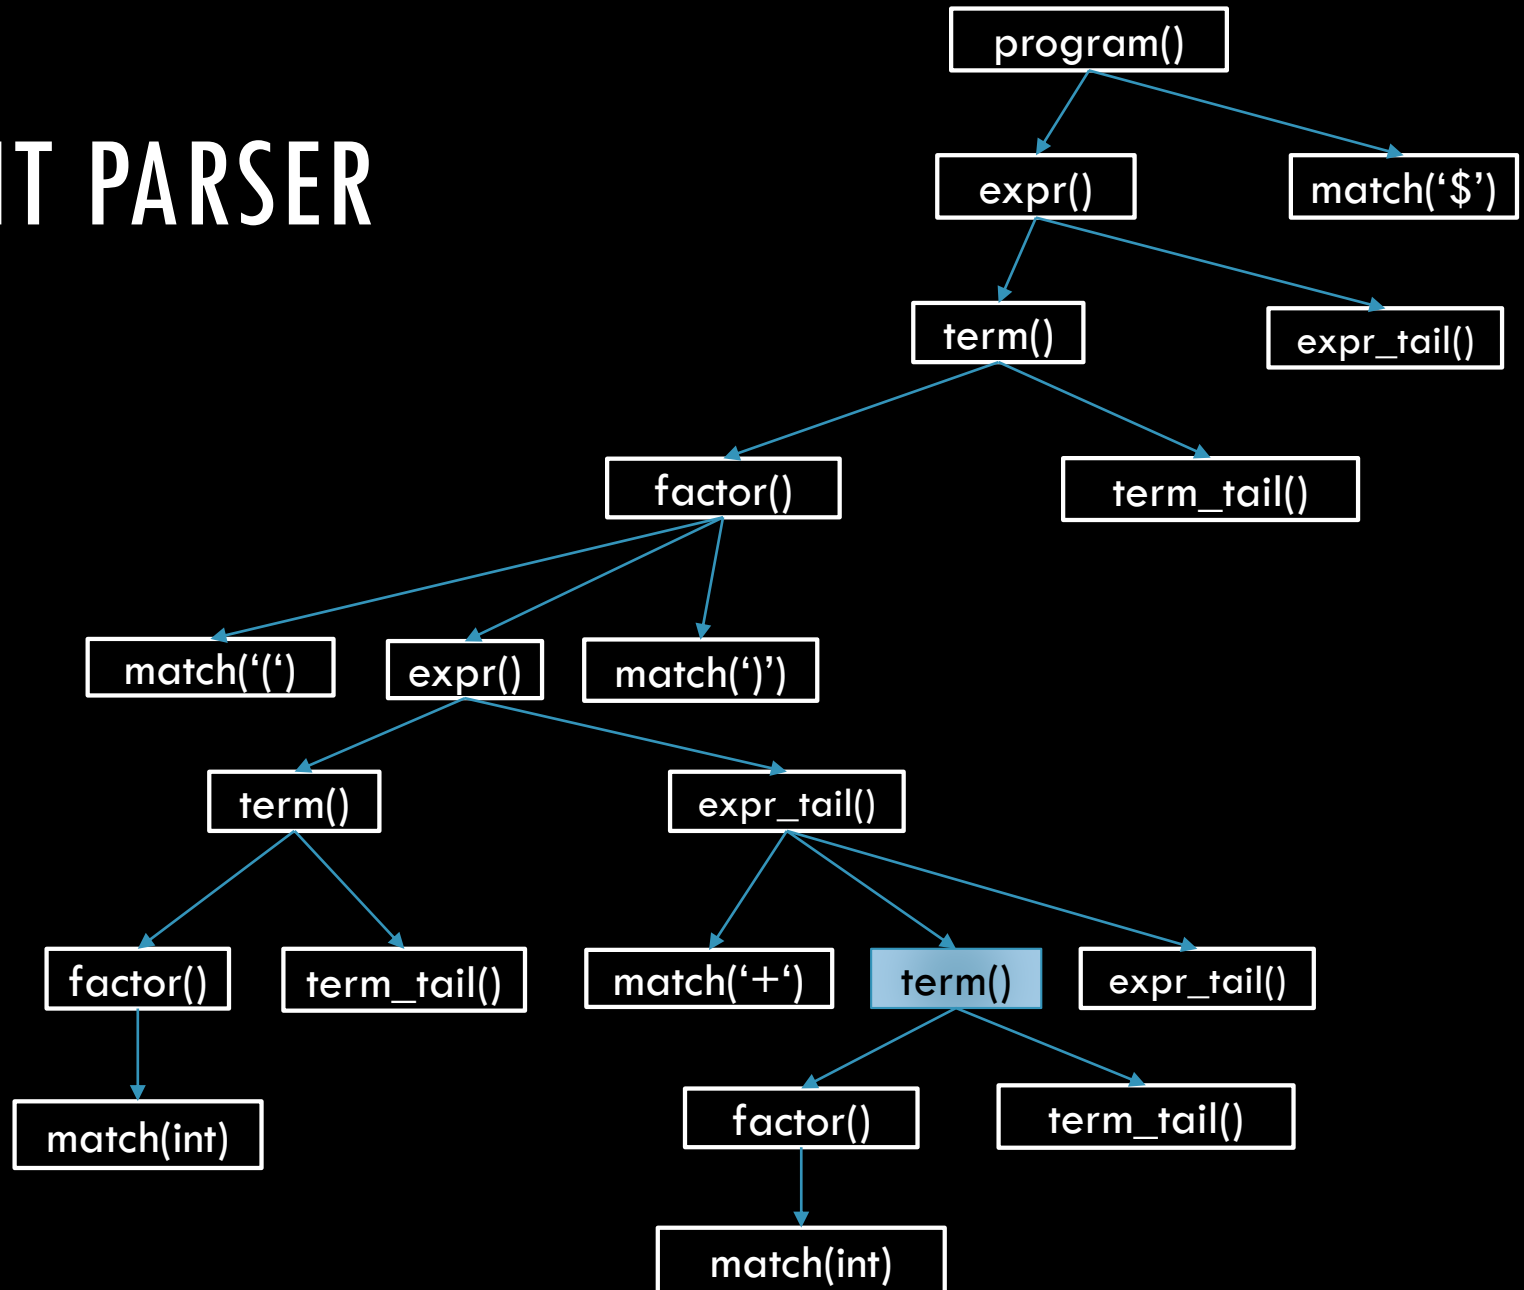 IT PARSER
program()
expr()
match(‘$’)
term()
expr_tail()
factor()
term_tail()
match(‘(‘)
expr()
match(‘)’)
term()
expr_tail()
factor()
term_tail()
match(‘+‘)
term()
expr_tail()
match(int)
factor()
term_tail()
match(int)